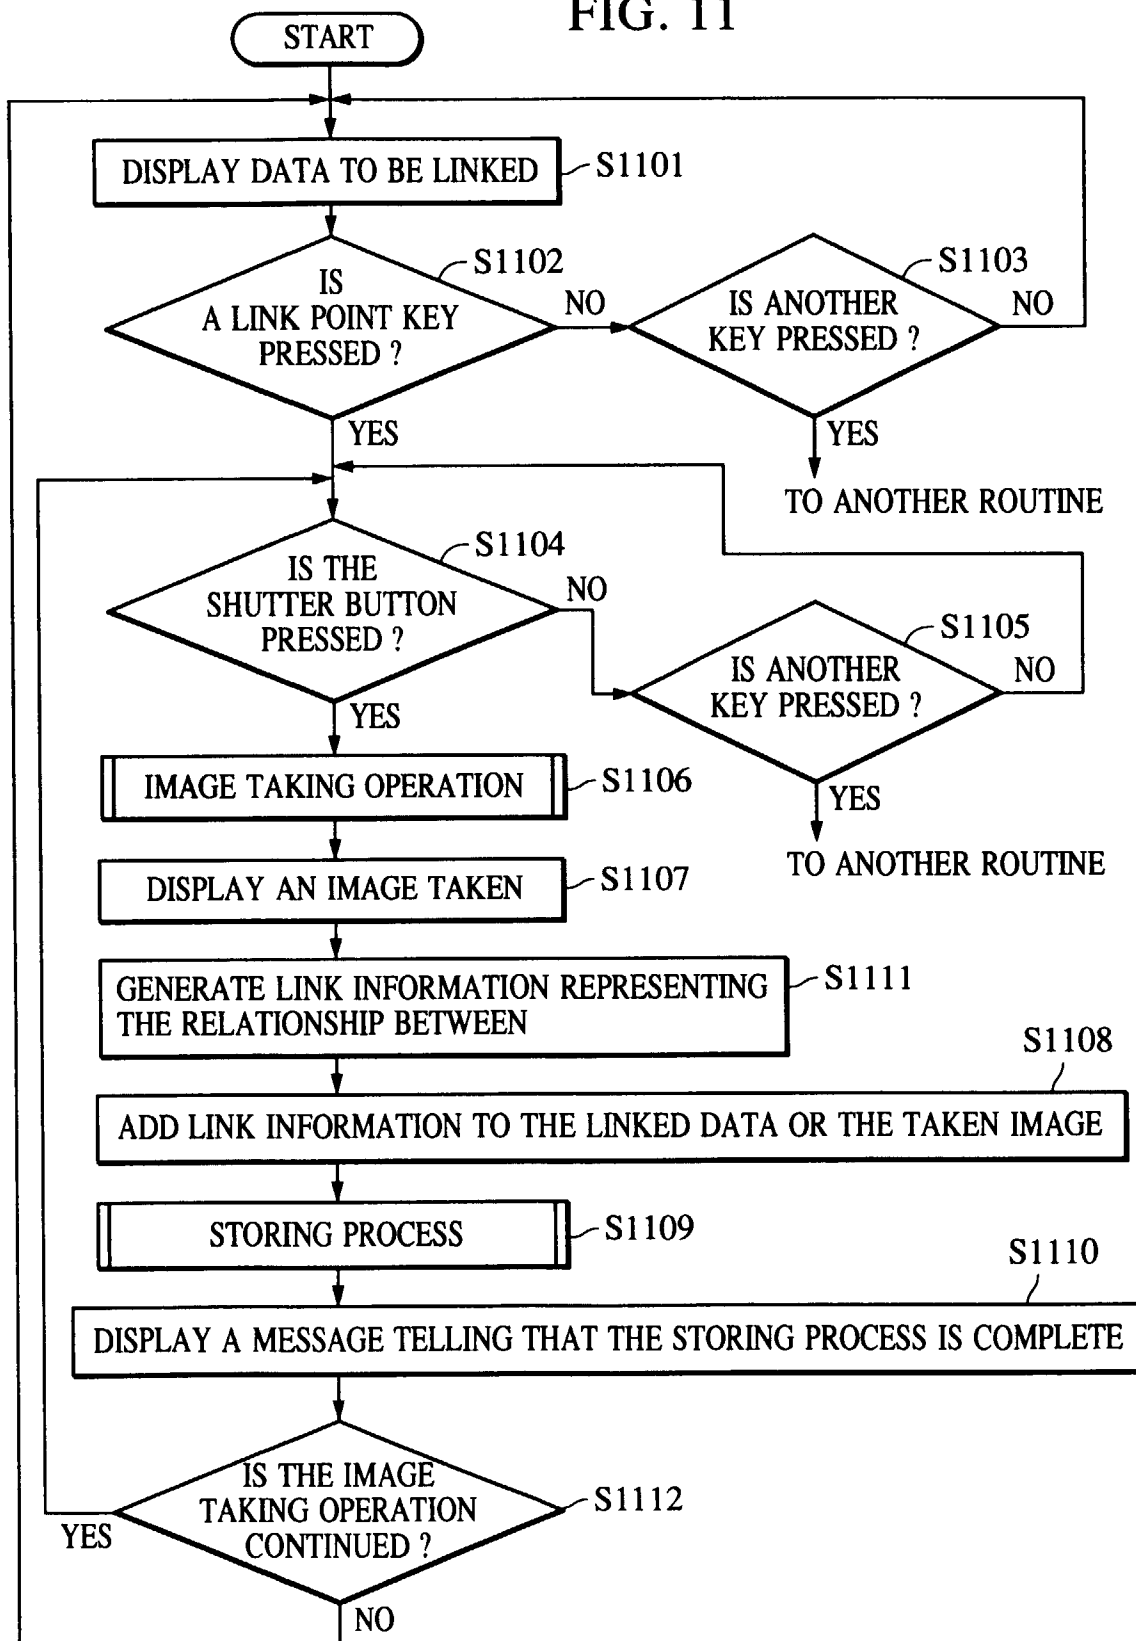 FIG. 11
START
DISPLAY DATA TO BE LINKED
S1101
IS
A LINK POINT KEY
PRESSED ?
S1102
NO
IS ANOTHER
KEY PRESSED ?
S1103
NO
YES
YES
TO ANOTHER ROUTINE
IS THE
SHUTTER BUTTON
PRESSED ?
S1104
NO
IS ANOTHER
KEY PRESSED ?
S1105
NO
YES
YES
TO ANOTHER ROUTINE
IMAGE TAKING OPERATION
S1106
DISPLAY AN IMAGE TAKEN
S1107
GENERATE LINK INFORMATION REPRESENTING
THE RELATIONSHIP BETWEEN
S1111
S1108
ADD LINK INFORMATION TO THE LINKED DATA OR THE TAKEN IMAGE
STORING PROCESS
S1109
S1110
DISPLAY A MESSAGE TELLING THAT THE STORING PROCESS IS COMPLETE
IS THE IMAGE
TAKING OPERATION
CONTINUED ?
S1112
YES
NO